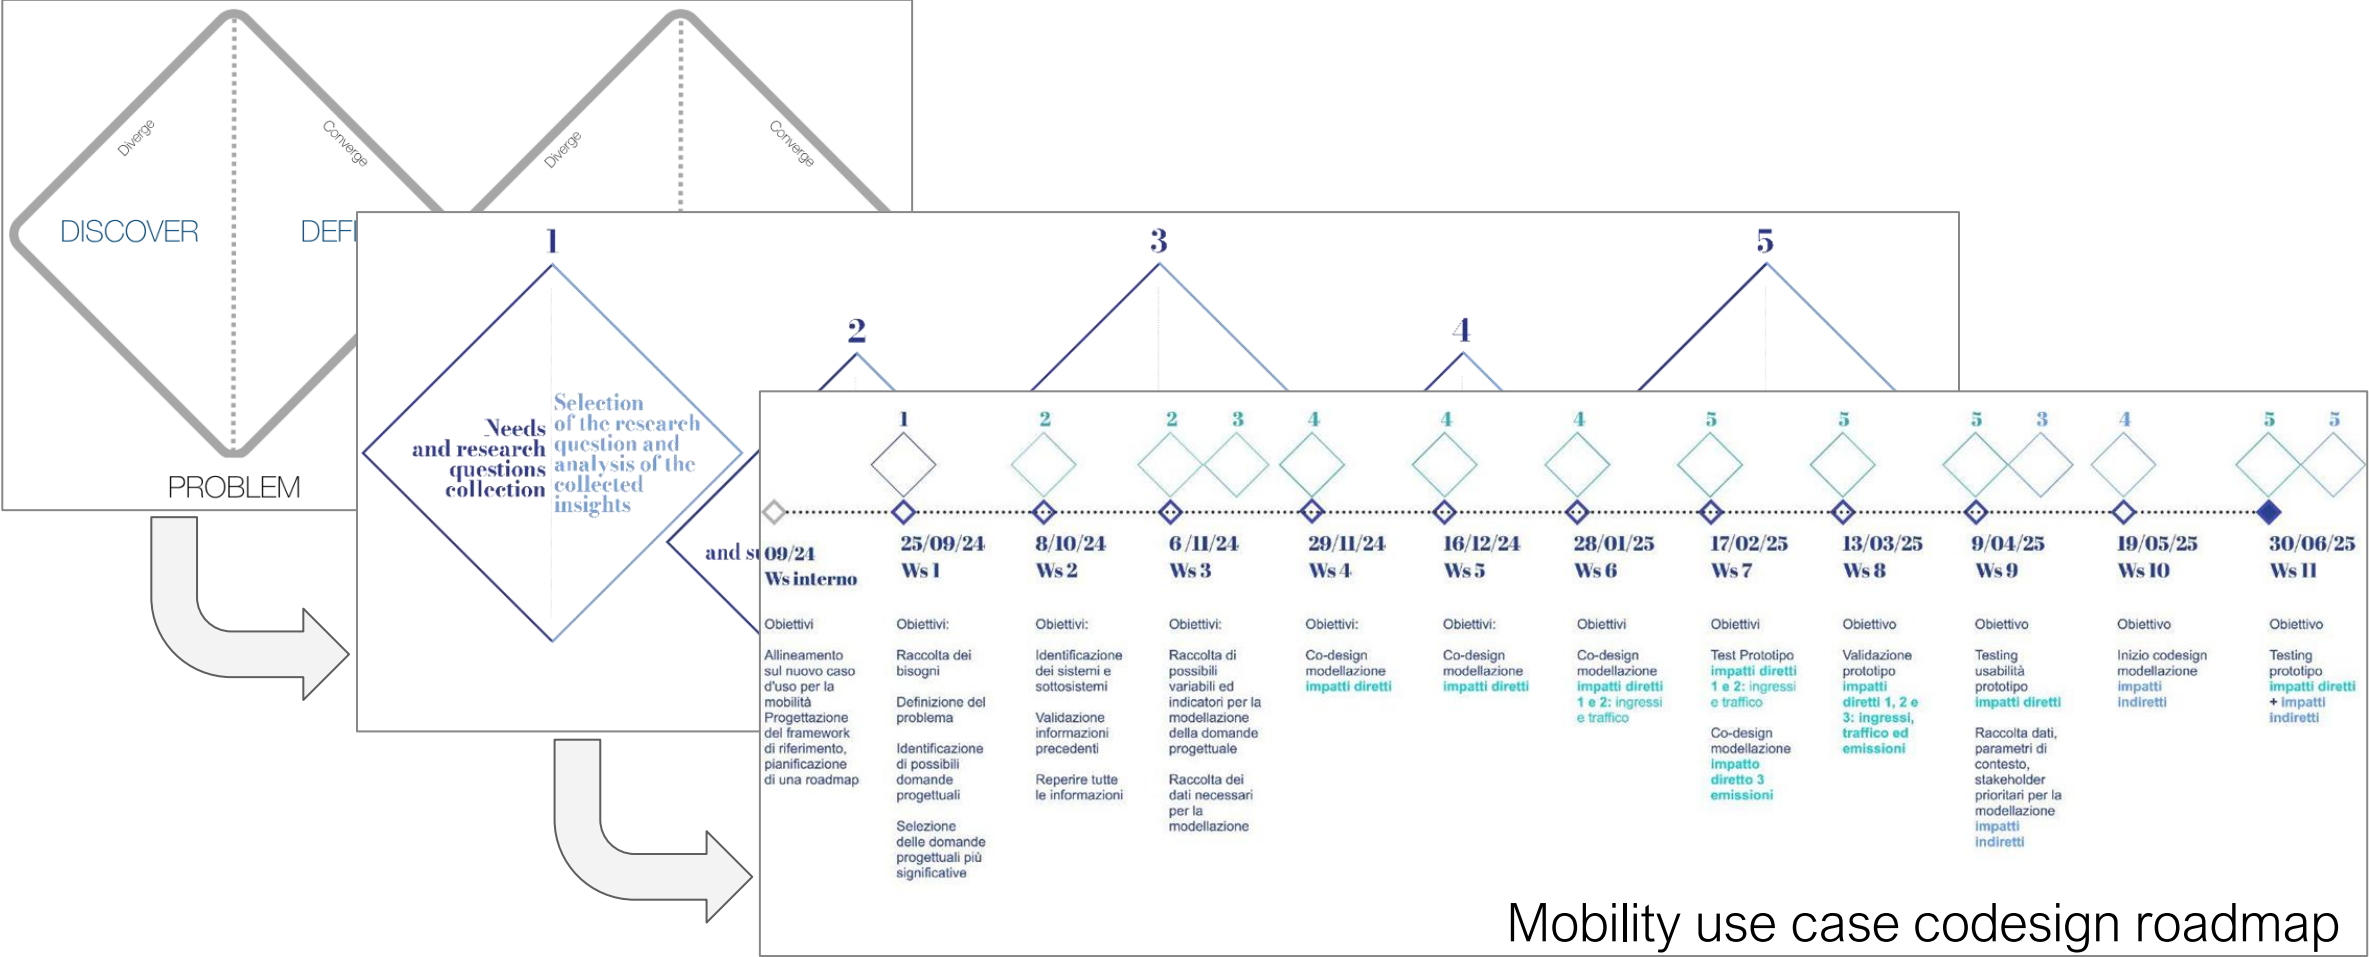 Diverge
Converge
Diverge
Converge
DISCOVER
DEFI
PROBLEM
1
3
5
2
4
Needs
and research
questions
collection
Selection
of the research
question and
analysis of the
collected
insights
and su
1
2
2
3
4
4
4
5
5
5
3
4
5
5
09/24
Ws interno
Obiettivi
Allineamento
sul nuovo caso
d'uso per la
mobilità
Progettazione
del framework
di riferimento,
pianificazione
di una roadmap
25/09/24
Ws 1
Obiettivi:
Raccolta dei
bisogni
Definizione del
problema
Identificazione
di possibili
domande
progettuali
Selezione
delle domande
progettuali più
significative
8/10/24
Ws 2
Obiettivi:
Identificazione
dei sistemi e
sottosistemi
Validazione
informazioni
precedenti
Reperire tutte
le informazioni
6 /11/24
Ws 3
Obiettivi:
Raccolta di
possibili
variabili ed
indicatori per la
modellazione
della domande
progettuale
Raccolta dei
dati necessari
per la
modellazione
29/11/24
Ws 4
Obiettivi:
Co-design
modellazione
impatti diretti
16/12/24
Ws 5
Obiettivi:
Co-design
modellazione
impatti diretti
28/01/25
Ws 6
Obiettivi
Co-design
modellazione
impatti diretti
1 e 2: ingressi
e traffico
17/02/25
Ws 7
Obiettivi
Test Prototipo
impatti diretti
1 e 2: ingressi
e traffico
Co-design
modellazione
impatto
diretto 3
emissioni
13/03/25
Ws 8
Obiettivo
Validazione
prototipo
impatti
diretti 1, 2 e
3: ingressi,
traffico ed
emissioni
9/04/25
Ws 9
Obiettivo
Testing
usabilità
prototipo
impatti diretti
Raccolta dati,
parametri di
contesto,
stakeholder
prioritari per la
modellazione
impatti
indiretti
19/05/25
Ws 10
Obiettivo
Inizio codesign
modellazione
impatti
indiretti
30/06/25
Ws 11
Obiettivo
Testing
prototipo
impatti diretti
+ impatti
indiretti
Mobility use case codesign roadmap